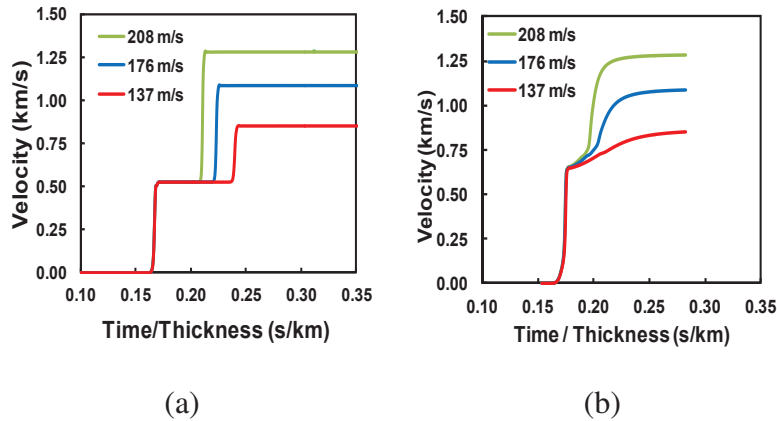 1.50
1.25
1.00
0.75
0.50
0.25
0.00
Velocity (km/s)
208 m/s
176 m/s
137 m/s
0.10 0.15 0.20 0.25 0.30 0.35
Time/Thickness (s/km)
(a)
1.50
1.25
1.00
0.75
0.50
0.25
0.00
Velocity (km/s)
208 m/s
176 m/s
137 m/s
0.10 0.15 0.20 0.25 0.30 0.35
Time / Thickness (s/km)
(b)